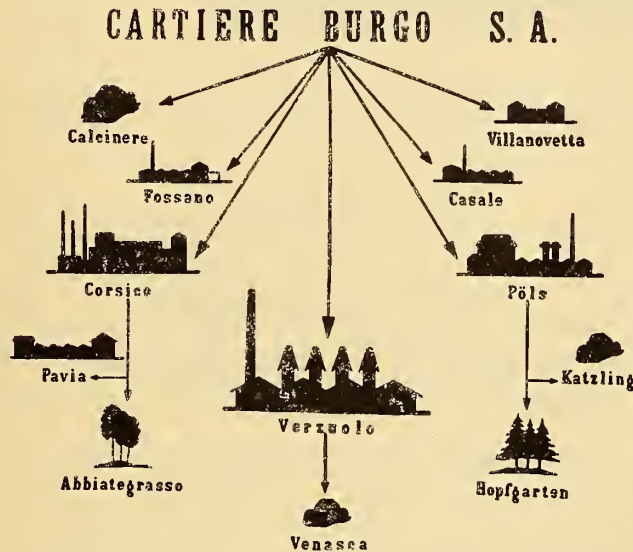 CARTIERE BURGO S. A.
Calcinere
Villanovetta
Fossano
Casale
Corsico
Pöls
Pavia
Katzling
Verzuolo
Abbiategrasso
Hopfgarten
Venasca